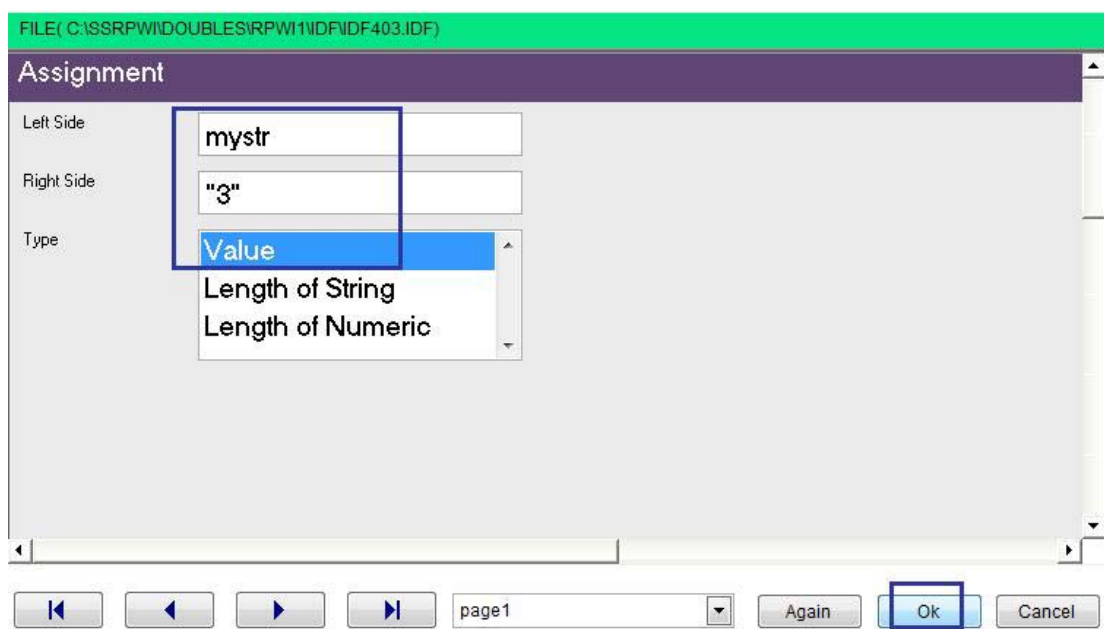 FILE( C:\SSRPWI\DOUBLES\RPWI1\IDF\IDF403.IDF)
Assignment
Left Side mystr
Right Side "3"
Type Value
Length of String
Length of Numeric
page1 Again Ok Cancel